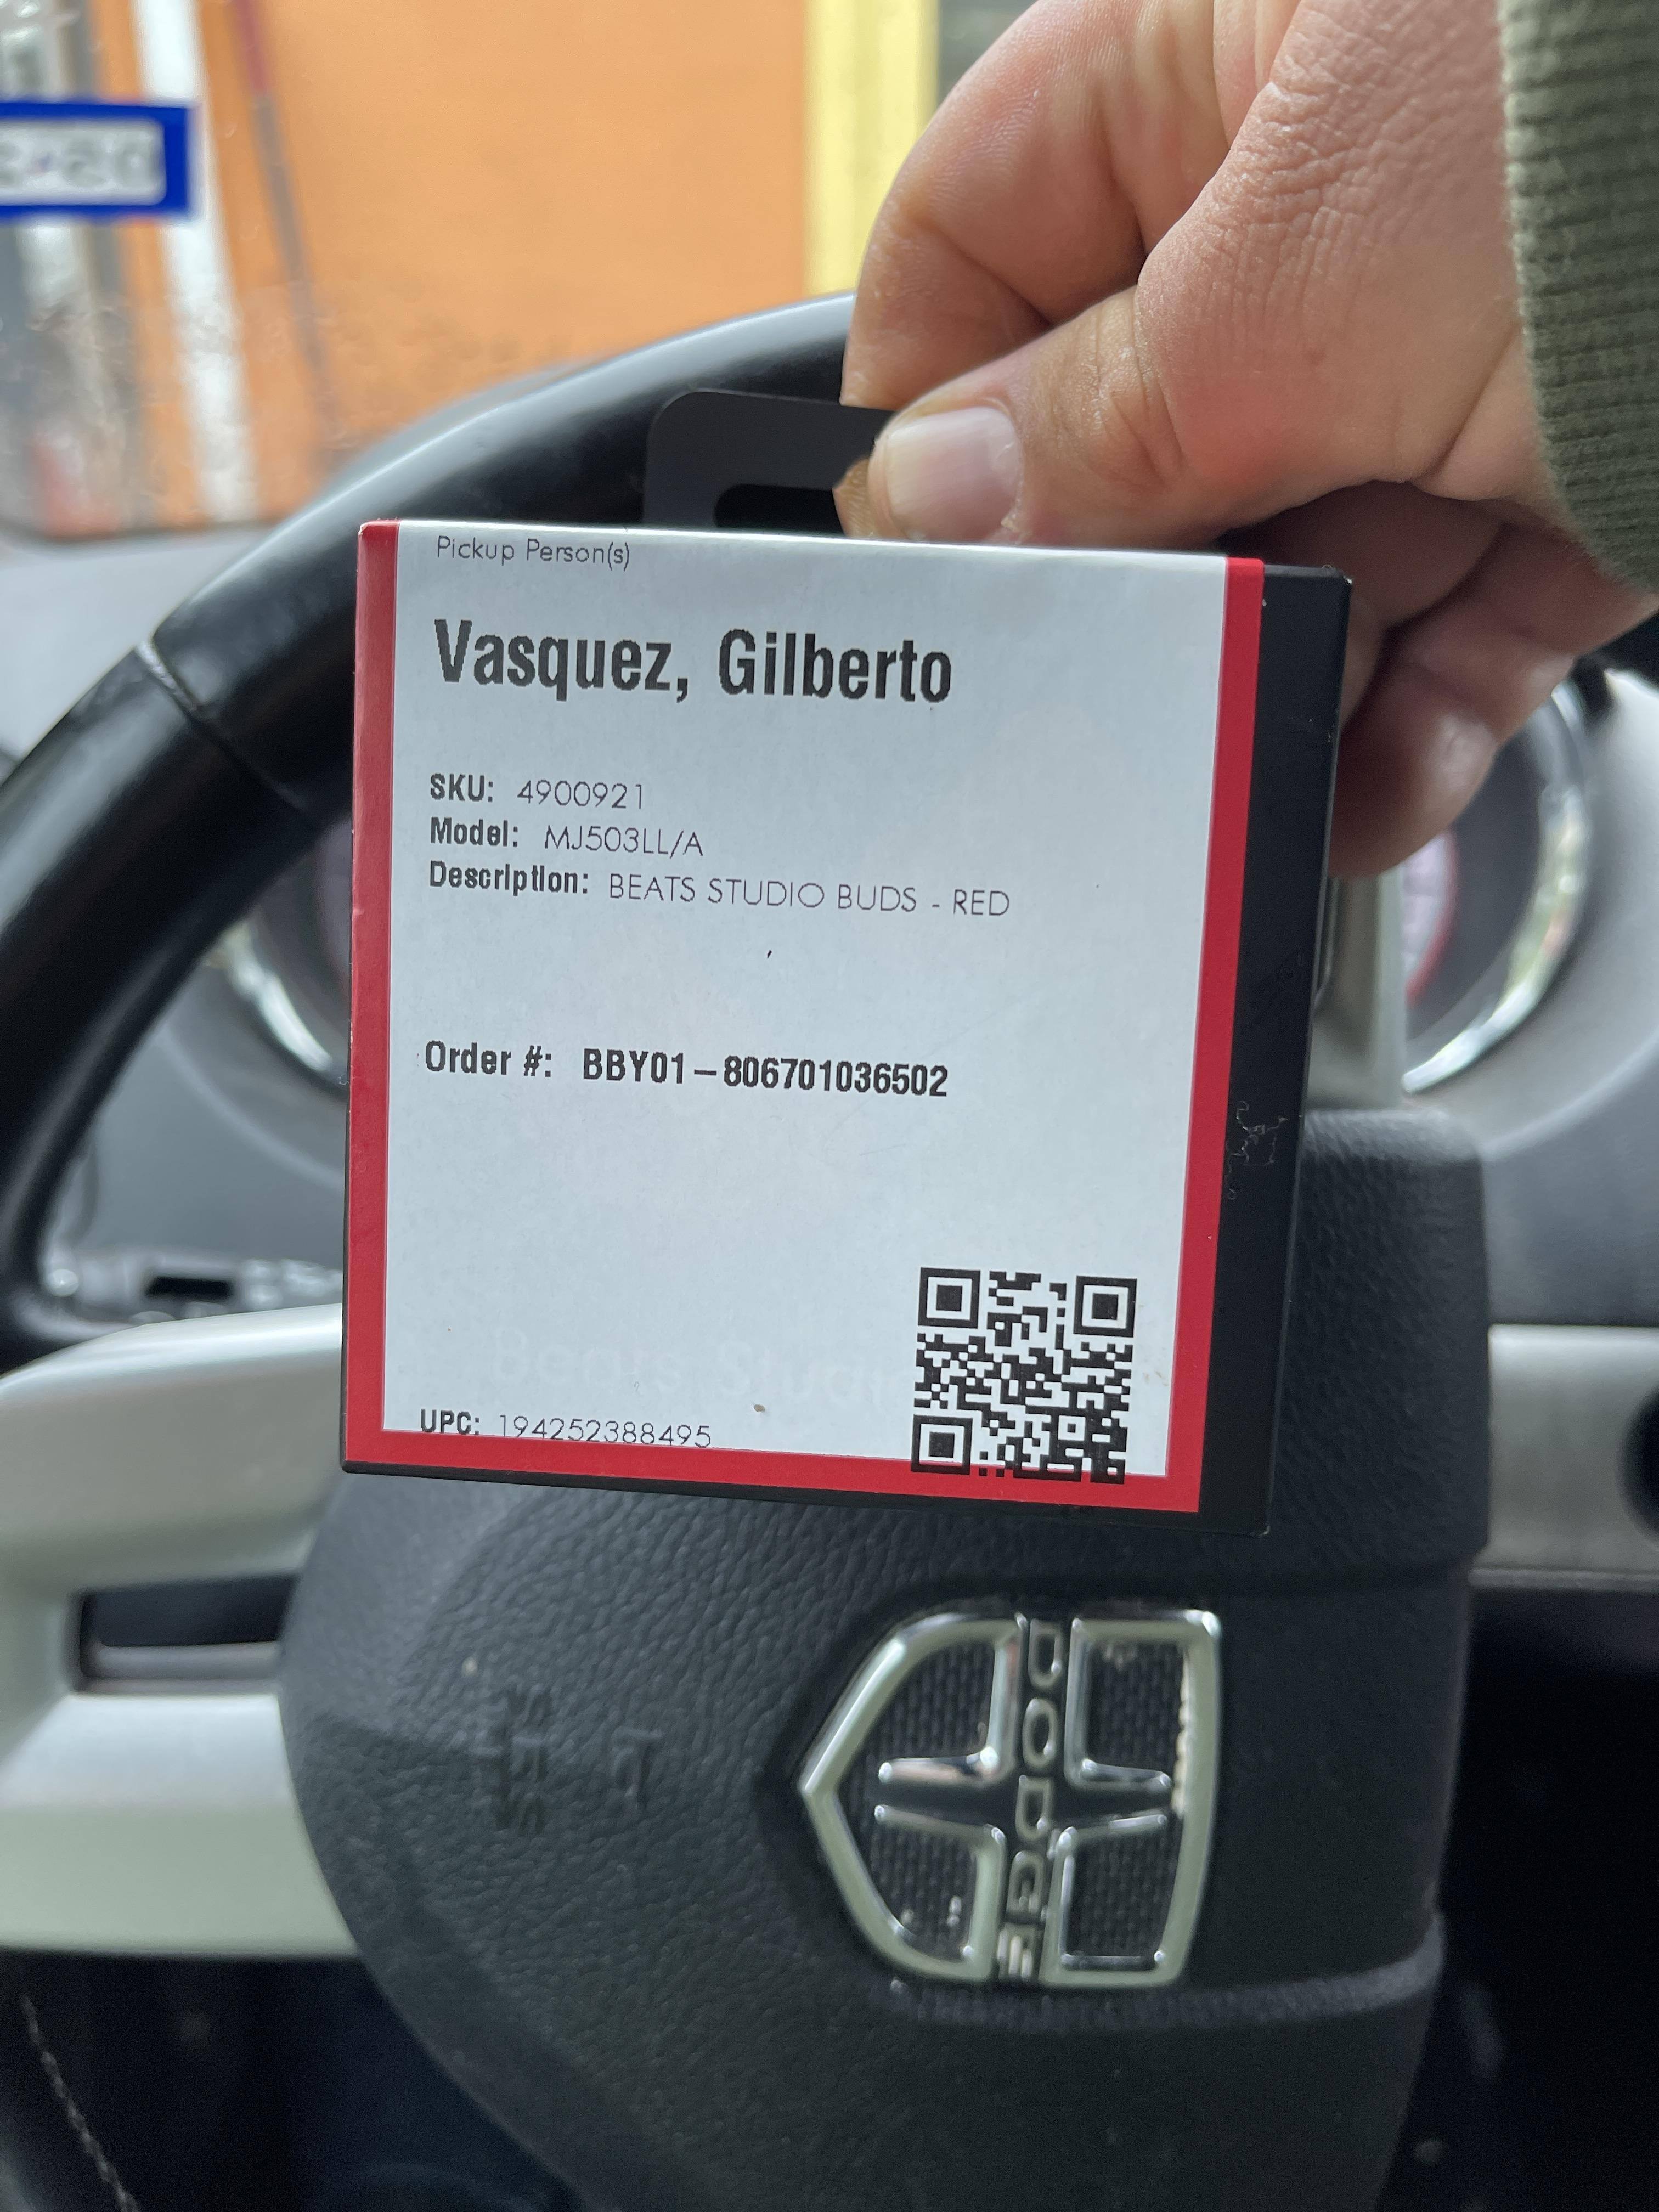 Pickup Person(s)
Vasquez, Gilberto
SKU: 4900921
Model: MJ503LL/A
Description: BEATS STUDIO BUDS - RED
Order #: BBY01-806701036502
UPC: 194252388495
DODGE